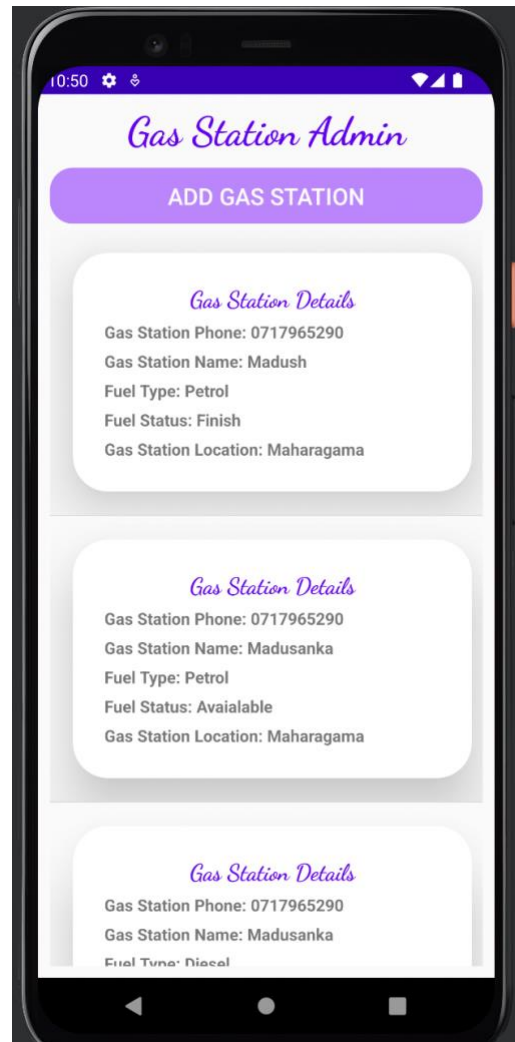 10:50
Gas Station Admin
ADD GAS STATION
Gas Station Details
Gas Station Phone: 0717965290
Gas Station Name: Madush
Fuel Type: Petrol
Fuel Status: Finish
Gas Station Location: Maharagama
Gas Station Details
Gas Station Phone: 0717965290
Gas Station Name: Madusanka
Fuel Type: Petrol
Fuel Status: Avaialable
Gas Station Location: Maharagama
Gas Station Details
Gas Station Phone: 0717965290
Gas Station Name: Madusanka
Fuel Type: Diesel